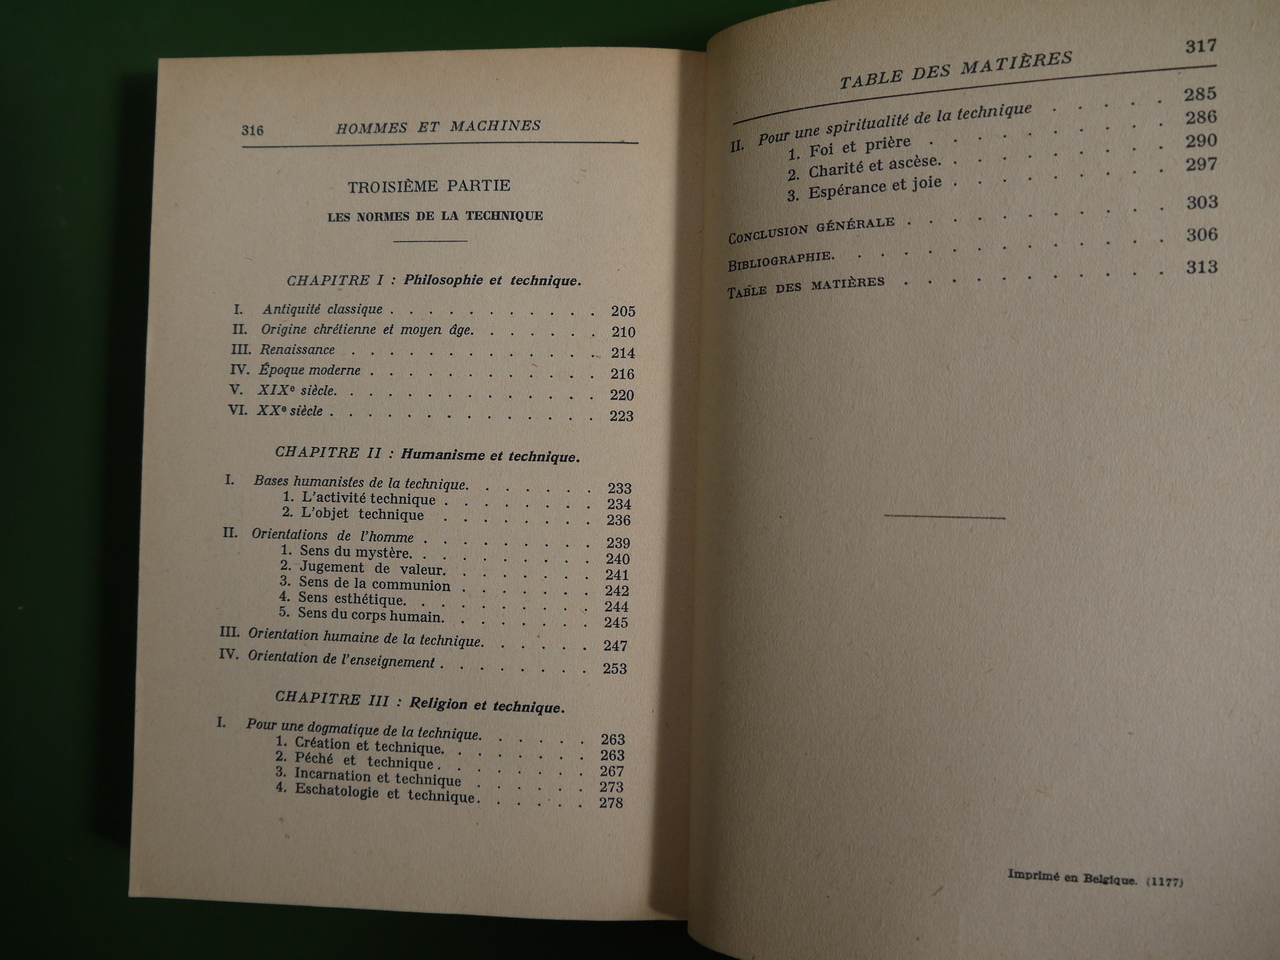 316 HOMMES ET MACHINES
TROISIÈME PARTIE
LES NORMES DE LA TECHNIQUE
CHAPITRE I : Philosophie et technique.
I. Antiquité classique . . . . . . . . . . . 205
II. Origine chrétienne et moyen âge. . . . . . . 210
III. Renaissance . . . . . . . . . . . . . 214
IV. Époque moderne . . . . . . . . . . . . 216
V. XIXe siècle. . . . . . . . . . . . . . 220
VI. XXe siècle . . . . . . . . . . . . . . 223
CHAPITRE II : Humanisme et technique.
I. Bases humanistes de la technique. . . . . . . 233
1. L'activité technique . . . . . . . . 234
2. L'objet technique . . . . . . . . 236
II. Orientations de l'homme . . . . . . . . . 239
1. Sens du mystère. . . . . . . . . . 240
2. Jugement de valeur. . . . . . . . 241
3. Sens de la communion . . . . . . . 242
4. Sens esthétique. . . . . . . . . . 244
5. Sens du corps humain. . . . . . . . 245
III. Orientation humaine de la technique. . . . . . 247
IV. Orientation de l'enseignement . . . . . . . . 253
CHAPITRE III : Religion et technique.
I. Pour une dogmatique de la technique. . . . . . 263
1. Création et technique. . . . . . . . 263
2. Péché et technique . . . . . . . . 267
3. Incarnation et technique . . . . . . 273
4. Eschatologie et technique. . . . . . 278
TABLE DES MATIÈRES 317
II. Pour une spiritualité de la technique . . . . . 285
1. Foi et prière . . . . . . . . . . 286
2. Charité et ascèse. . . . . . . . . 290
3. Espérance et joie . . . . . . . . . 297
CONCLUSION GÉNÉRALE . . . . . . . . . . . 303
BIBLIOGRAPHIE. . . . . . . . . . . . . 306
TABLE DES MATIÈRES . . . . . . . . . . . 313
Imprimé en Belgique. (1177)